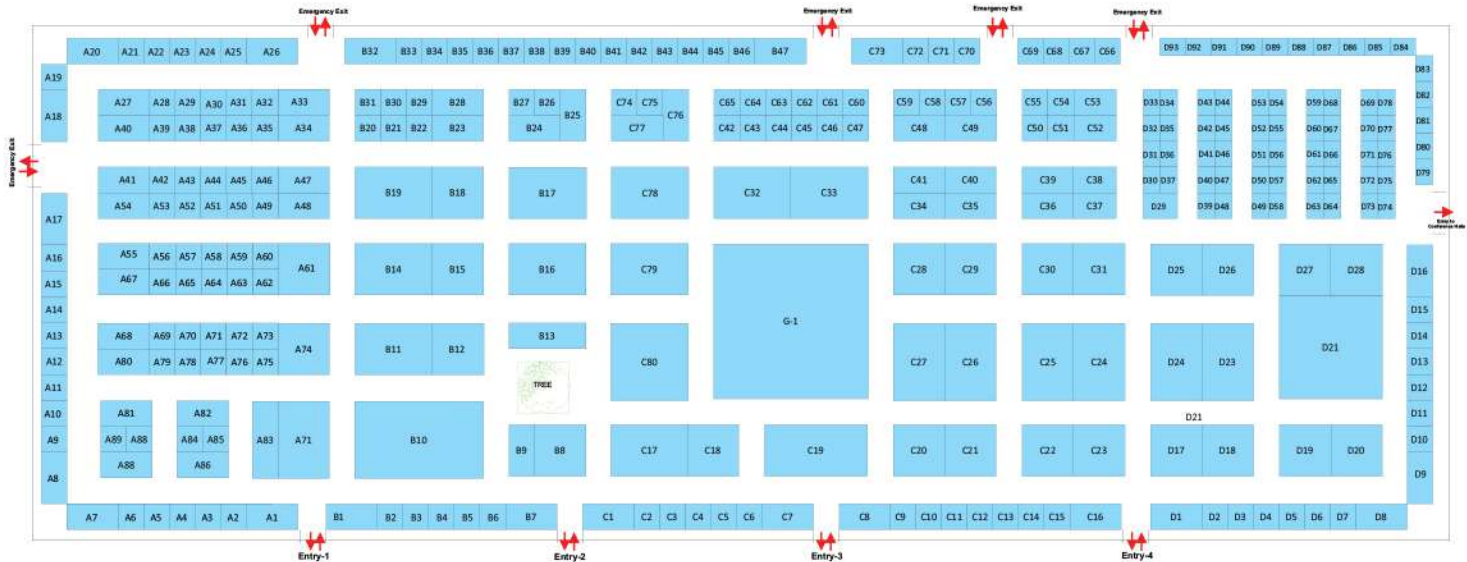 Emergency Exit Emergency Exit Emergency Exit Emergency Exit
A20 A21 A22 A23 A24 A25 A26 B32 B33 B34 B35 B36 B37 B38 B39 B40 B41 B42 B43 B44 B45 B46 B47 C73 C72 C71 C70 C69 C68 C67 C66 D93 D92 D91 D90 D89 D88 D87 D86 D85 D84
A19 D83
A27 A28 A29 A30 A31 A32 A33 B31 B30 B29 B28 B27 B26 B25 C74 C75 C76 C65 C64 C63 C62 C61 C60 C59 C58 C57 C56 C55 C54 C53 D33 D34 D43 D44 D53 D54 D59 D68 D69 D78 D82
A18
A40 A39 A38 A37 A36 A35 A34 B20 B21 B22 B23 B24 C77 C42 C43 C44 C45 C46 C47 C48 C49 C50 C51 C52 D32 D35 D42 D45 D52 D55 D60 D67 D70 D77 D81
Emergency Exit
D31 D36 D41 D46 D51 D56 D61 D66 D71 D76 D80
A41 A42 A43 A44 A45 A46 A47 B19 B18 B17 C78 C32 C33 C41 C40 C39 C38 D30 D37 D40 D47 D50 D57 D62 D65 D72 D75 D79
A54 A53 A52 A51 A50 A49 A48 C34 C35 C36 C37 D29 D39 D48 D49 D58 D63 D64 D73 D74
A17
Conference Halls
A16 A55 A56 A57 A58 A59 A60 A61 B14 B15 B16 C79 C28 C29 C30 C31 D25 D26 D27 D28 D16
A15 A67 A66 A65 A64 A63 A62
A14 D15
G-1
A13 A68 A69 A70 A71 A72 A73 A74 B11 B12 B13 D14
A12 A80 A79 A78 A77 A76 A75 C80 C27 C26 C25 C24 D24 D23 D21 D13
A11 TREE D12
A10 A81 A82 D21 D11
A9 A89 A88 A84 A85 A83 A71 B10 B9 B8 C17 C18 C19 C20 C21 C22 C23 D17 D18 D19 D20 D10
A88 A86
A8 D9
A7 A6 A5 A4 A3 A2 A1 B1 B2 B3 B4 B5 B6 B7 C1 C2 C3 C4 C5 C6 C7 C8 C9 C10 C11 C12 C13 C14 C15 C16 D1 D2 D3 D4 D5 D6 D7 D8
Entry-1 Entry-2 Entry-3 Entry-4